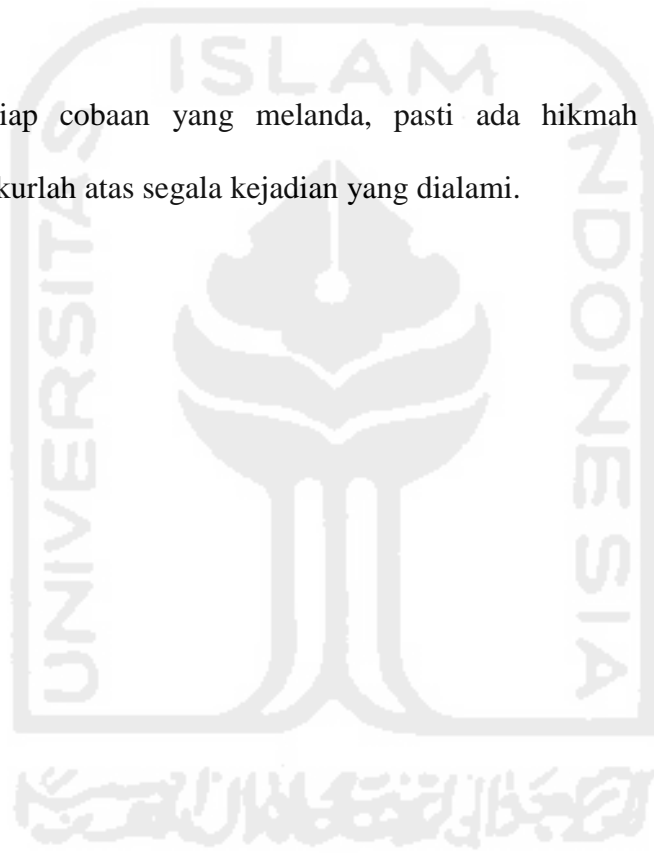 iap cobaan yang melanda, pasti ada hikmah
kurlah atas segala kejadian yang dialami.
UNIVERSITAS
ISLAM
INDONESIA